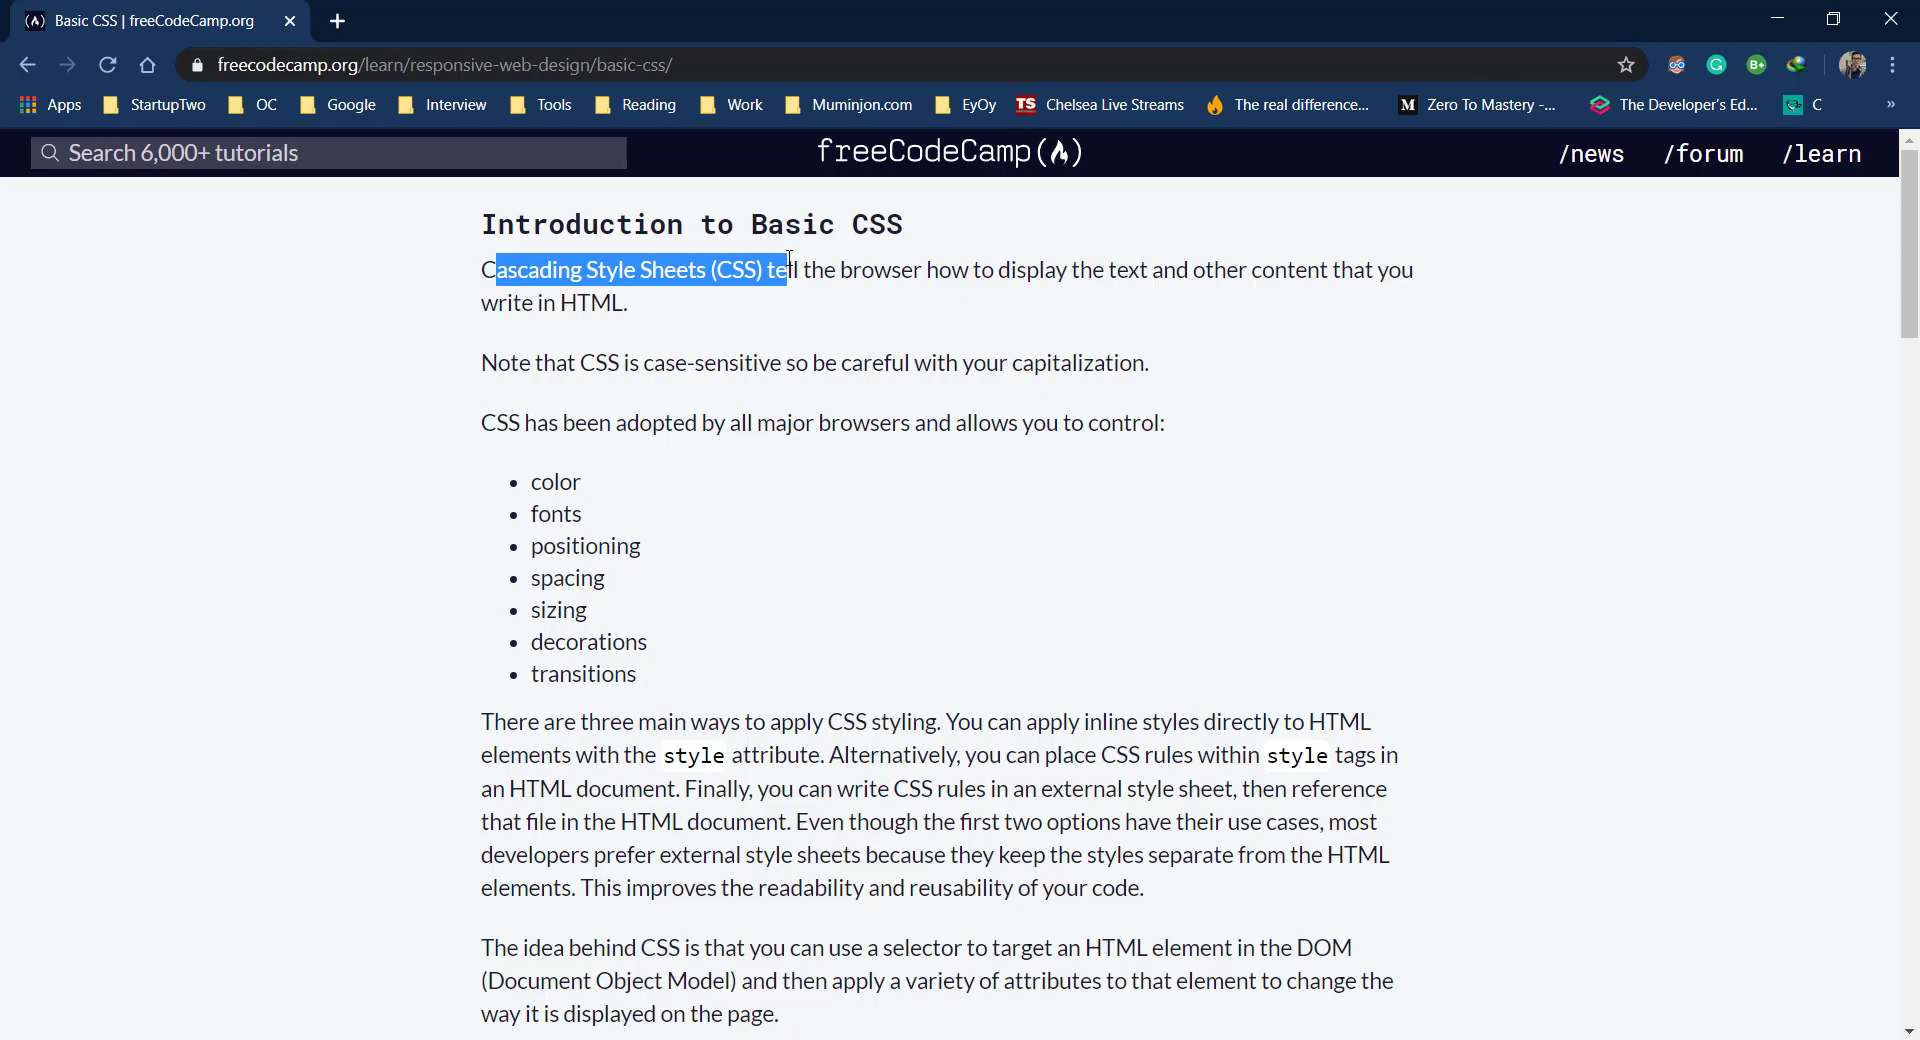 Basic CSS | freeCodeCamp.org
freecodecamp.org/learn/responsive-web-design/basic-css/
Apps StartupTwo OC Google Interview Tools Reading Work Muminjon.com EyOy TS Chelsea Live Streams The real difference... M Zero To Mastery -... The Developer's Ed... C »
Search 6,000+ tutorials freeCodeCamp /news /forum /learn
Introduction to Basic CSS
Cascading Style Sheets (CSS) tell the browser how to display the text and other content that you
write in HTML.
Note that CSS is case-sensitive so be careful with your capitalization.
CSS has been adopted by all major browsers and allows you to control:
• color
• fonts
• positioning
• spacing
• sizing
• decorations
• transitions
There are three main ways to apply CSS styling. You can apply inline styles directly to HTML
elements with the style attribute. Alternatively, you can place CSS rules within style tags in
an HTML document. Finally, you can write CSS rules in an external style sheet, then reference
that file in the HTML document. Even though the first two options have their use cases, most
developers prefer external style sheets because they keep the styles separate from the HTML
elements. This improves the readability and reusability of your code.
The idea behind CSS is that you can use a selector to target an HTML element in the DOM
(Document Object Model) and then apply a variety of attributes to that element to change the
way it is displayed on the page.